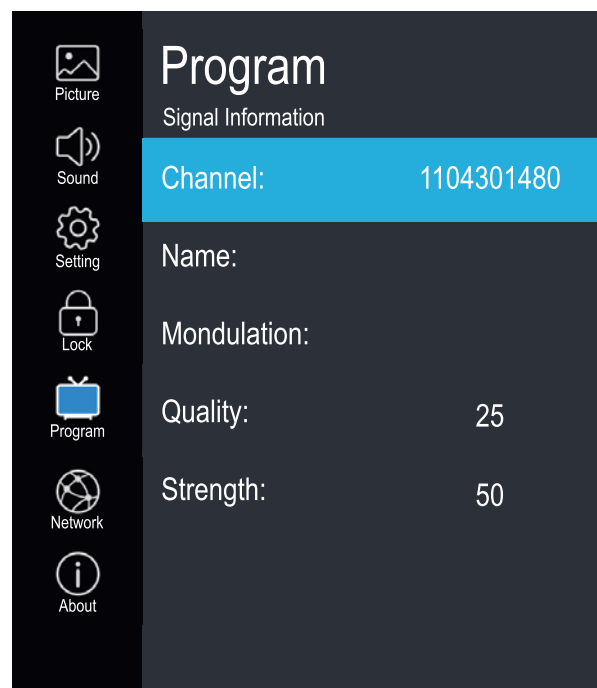 Picture
Sound
Setting
Lock
Program
Network
About
Program
Signal Information
Channel: 1104301480
Name:
Mondulation:
Quality: 25
Strength: 50